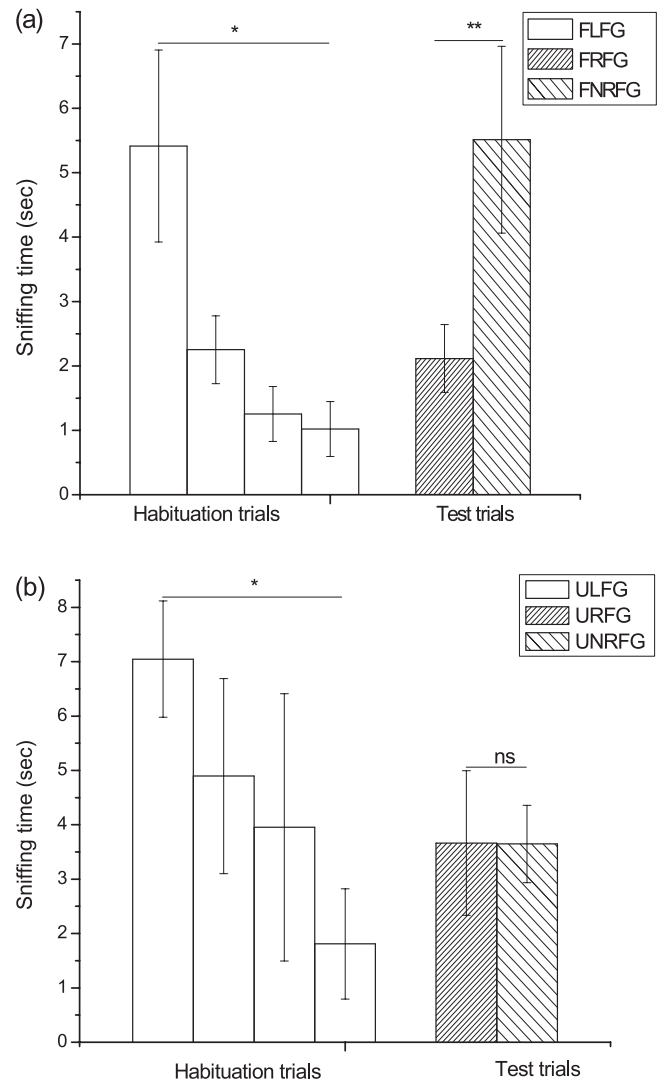 (a)
FLFG
FRFG
FNRFG
*
**
7
6
5
4
3
2
1
0
Sniffing time (sec)
Habituation trials
Test trials
(b)
ULFG
URFG
UNRFG
*
ns
8
7
6
5
4
3
2
1
0
Sniffing time (sec)
Habituation trials
Test trials